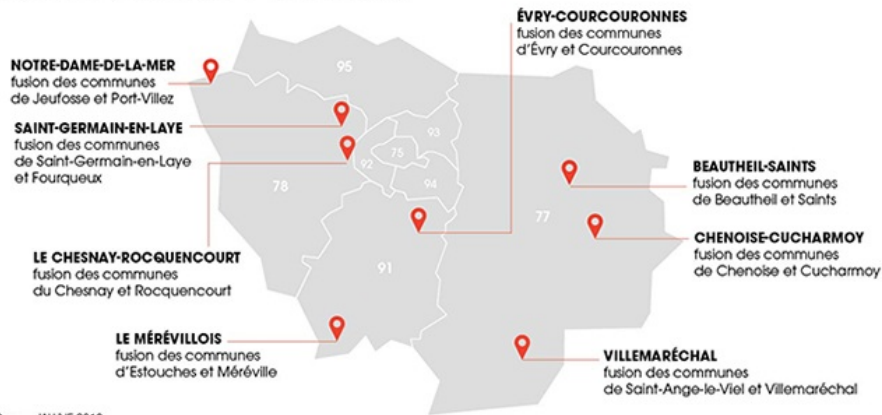 ÉVRY-COURCOURONNES
fusion des communes
d'Évry et Courcouronnes
NOTRE-DAME-DE-LA-MER
fusion des communes
de Jeufosse et Port-Villez
SAINT-GERMAIN-EN-LAYE
fusion des communes
de Saint-Germain-en-Laye
et Fourqueux
LE CHESNAY-ROCQUENCOURT
fusion des communes
du Chesnay et Rocquencourt
LE MÉRÉVILLOIS
fusion des communes
d'Estouches et Méréville
95
93
75
92
94
78
77
91
BEAUTHEIL-SAINTS
fusion des communes
de Beautheil et Saints
CHENOISE-CUCHARMOY
fusion des communes
de Chenoise et Cucharmoy
VILLEMARÉCHAL
fusion des communes
de Saint-Ange-le-Viel et Villemaréchal